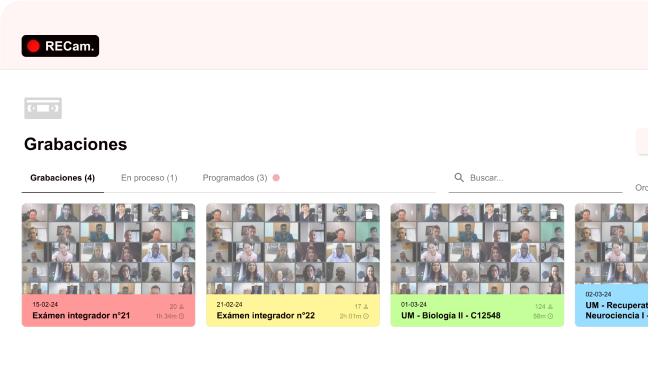 RECam.
Grabaciones
Grabaciones (4)
En proceso (1)
Programados (3)
Buscar...
15-02-24
20
Exámen integrador n°21
1h 34m
21-02-24
17
Exámen integrador n°22
2h 01m
01-03-24
124
UM - Biología II - C12548
56m
02-03-24
UM - Recuperat
Neurociencia I -